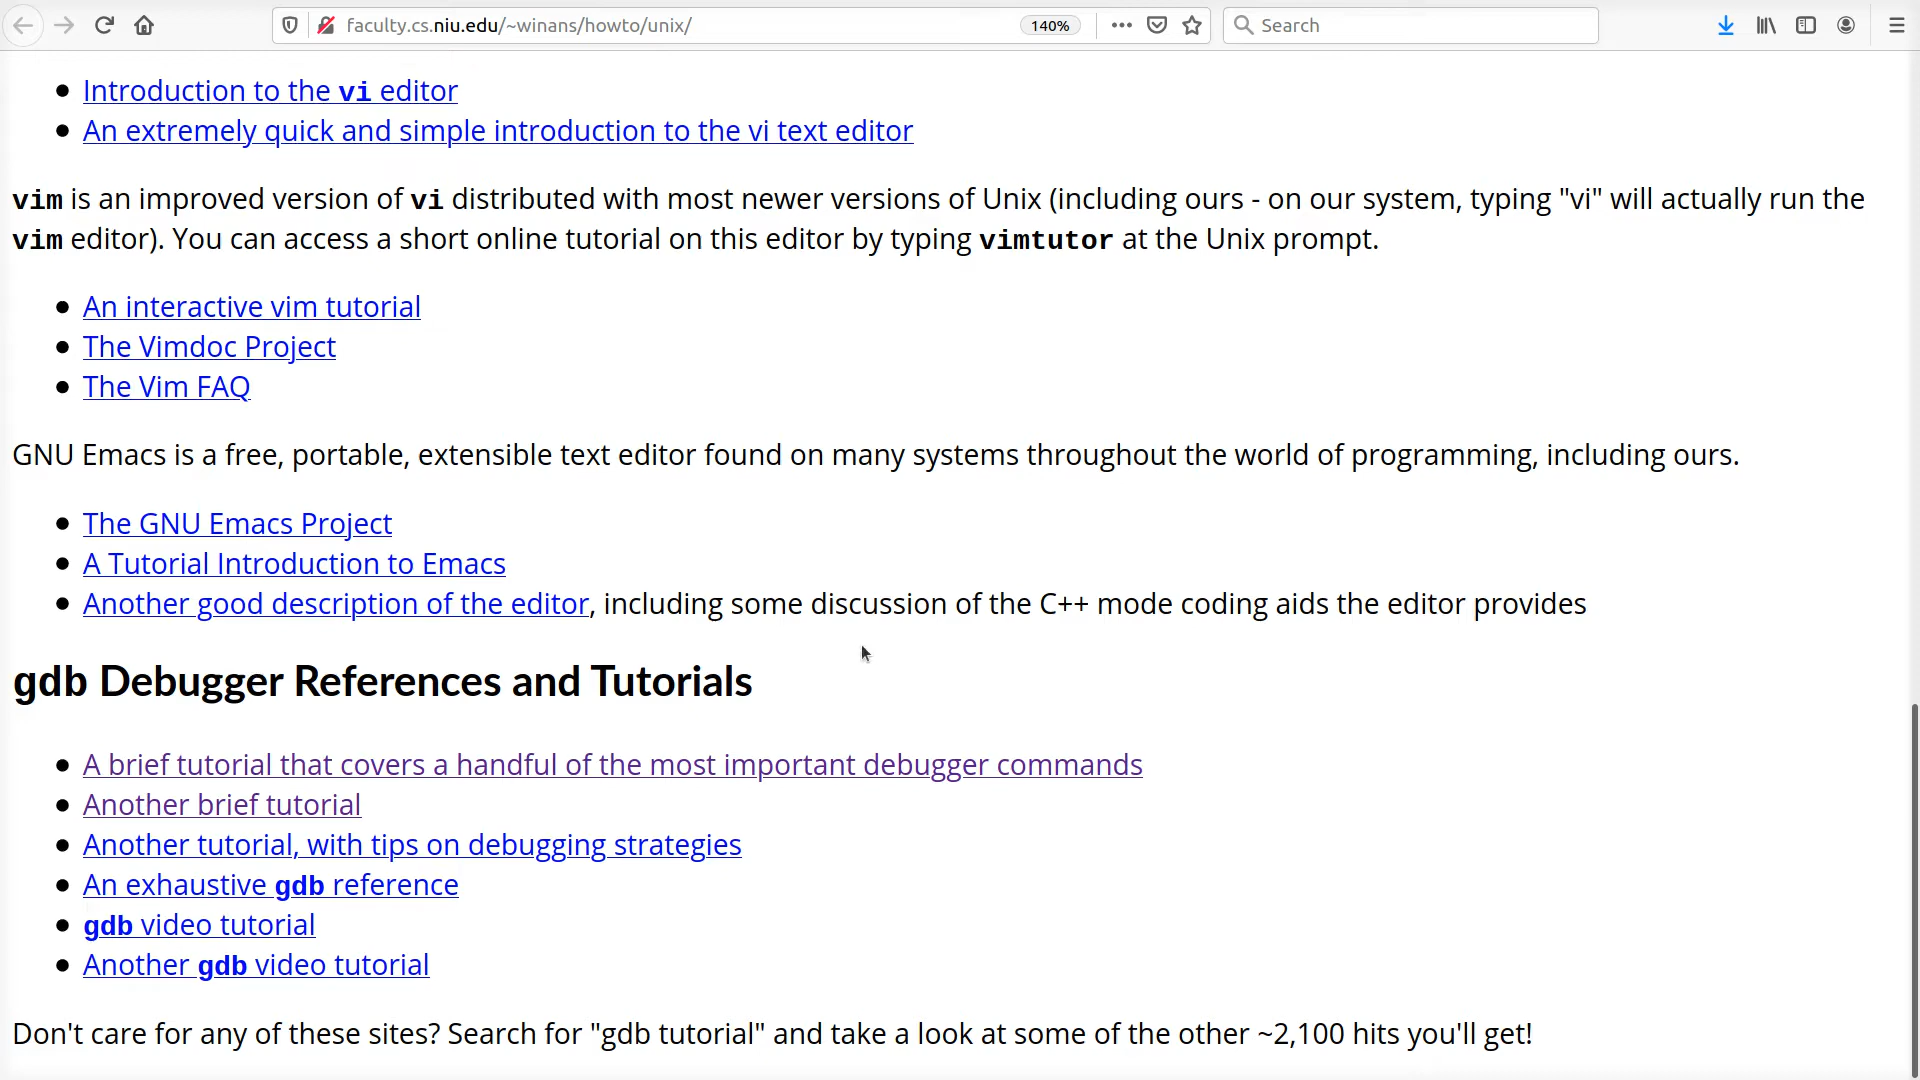 faculty.cs.niu.edu/~winans/howto/unix/
140%
Search
Introduction to the vi editor
An extremely quick and simple introduction to the vi text editor
vim is an improved version of vi distributed with most newer versions of Unix (including ours - on our system, typing "vi" will actually run the
vim editor). You can access a short online tutorial on this editor by typing vimtutor at the Unix prompt.
An interactive vim tutorial
The Vimdoc Project
The Vim FAQ
GNU Emacs is a free, portable, extensible text editor found on many systems throughout the world of programming, including ours.
The GNU Emacs Project
A Tutorial Introduction to Emacs
Another good description of the editor, including some discussion of the C++ mode coding aids the editor provides
gdb Debugger References and Tutorials
A brief tutorial that covers a handful of the most important debugger commands
Another brief tutorial
Another tutorial, with tips on debugging strategies
An exhaustive gdb reference
gdb video tutorial
Another gdb video tutorial
Don't care for any of these sites? Search for "gdb tutorial" and take a look at some of the other ~2,100 hits you'll get!